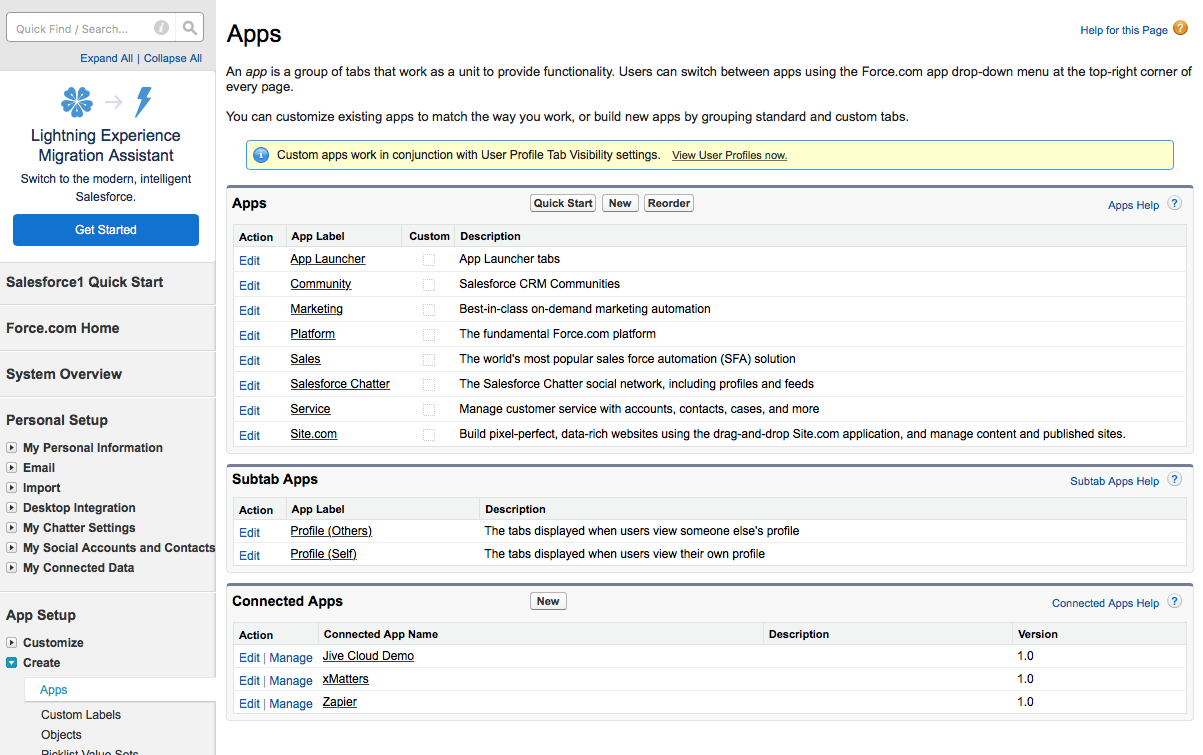 Quick Find / Search...
Expand All | Collapse All
Lightning Experience
Migration Assistant
Switch to the modern, intelligent
Salesforce.
Get Started
Salesforce1 Quick Start
Force.com Home
System Overview
Personal Setup
My Personal Information
Email
Import
Desktop Integration
My Chatter Settings
My Social Accounts and Contacts
My Connected Data
App Setup
Customize
Create
Apps
Custom Labels
Objects
Picklist Value Sets
Apps
Help for this Page ?
An app is a group of tabs that work as a unit to provide functionality. Users can switch between apps using the Force.com app drop-down menu at the top-right corner of
every page.
You can customize existing apps to match the way you work, or build new apps by grouping standard and custom tabs.
Custom apps work in conjunction with User Profile Tab Visibility settings. View User Profiles now.
Apps Quick Start New Reorder Apps Help ?
Action App Label Custom Description
Edit App Launcher App Launcher tabs
Edit Community Salesforce CRM Communities
Edit Marketing Best-in-class on-demand marketing automation
Edit Platform The fundamental Force.com platform
Edit Sales The world's most popular sales force automation (SFA) solution
Edit Salesforce Chatter The Salesforce Chatter social network, including profiles and feeds
Edit Service Manage customer service with accounts, contacts, cases, and more
Edit Site.com Build pixel-perfect, data-rich websites using the drag-and-drop Site.com application, and manage content and published sites.
Subtab Apps Subtab Apps Help ?
Action App Label Description
Edit Profile (Others) The tabs displayed when users view someone else's profile
Edit Profile (Self) The tabs displayed when users view their own profile
Connected Apps New Connected Apps Help ?
Action Connected App Name Description Version
Edit | Manage Jive Cloud Demo 1.0
Edit | Manage xMatters 1.0
Edit | Manage Zapier 1.0